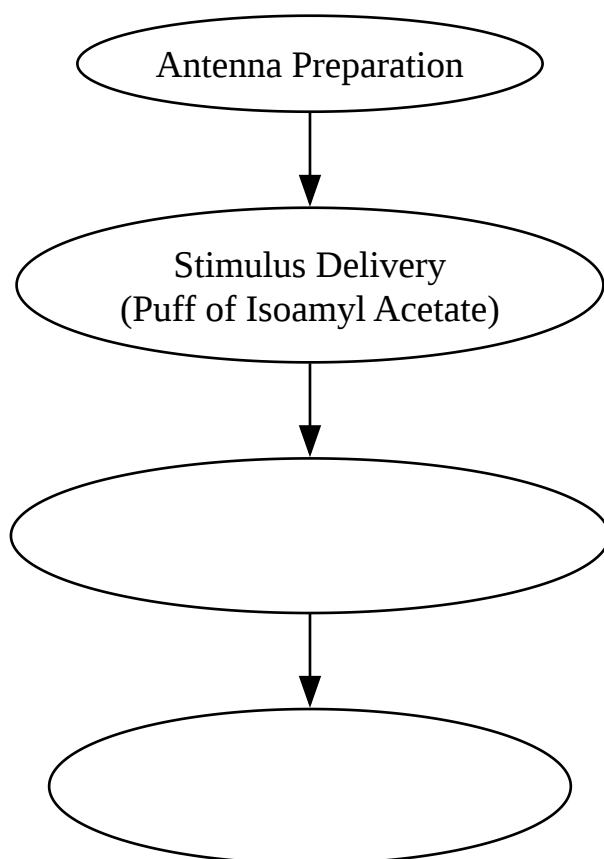 Antenna Preparation
Stimulus Delivery
(Puff of Isoamyl Acetate)